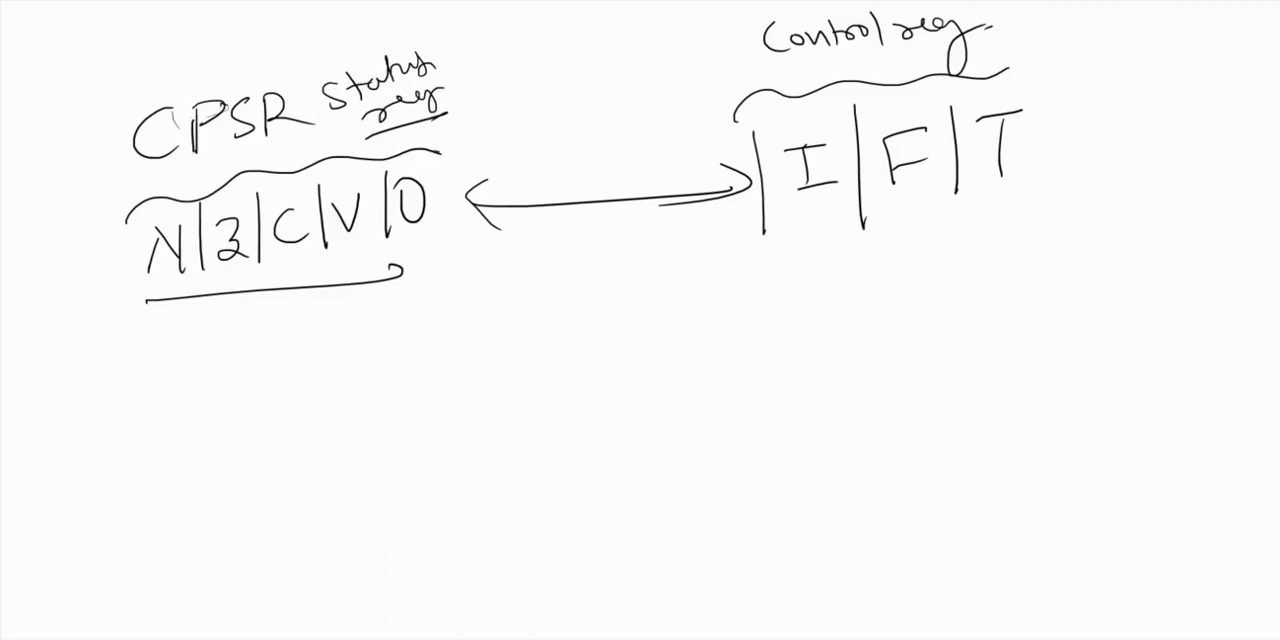 Control reg.
CPSR Status
reg
N|Z|C|V|O
|I|F|T